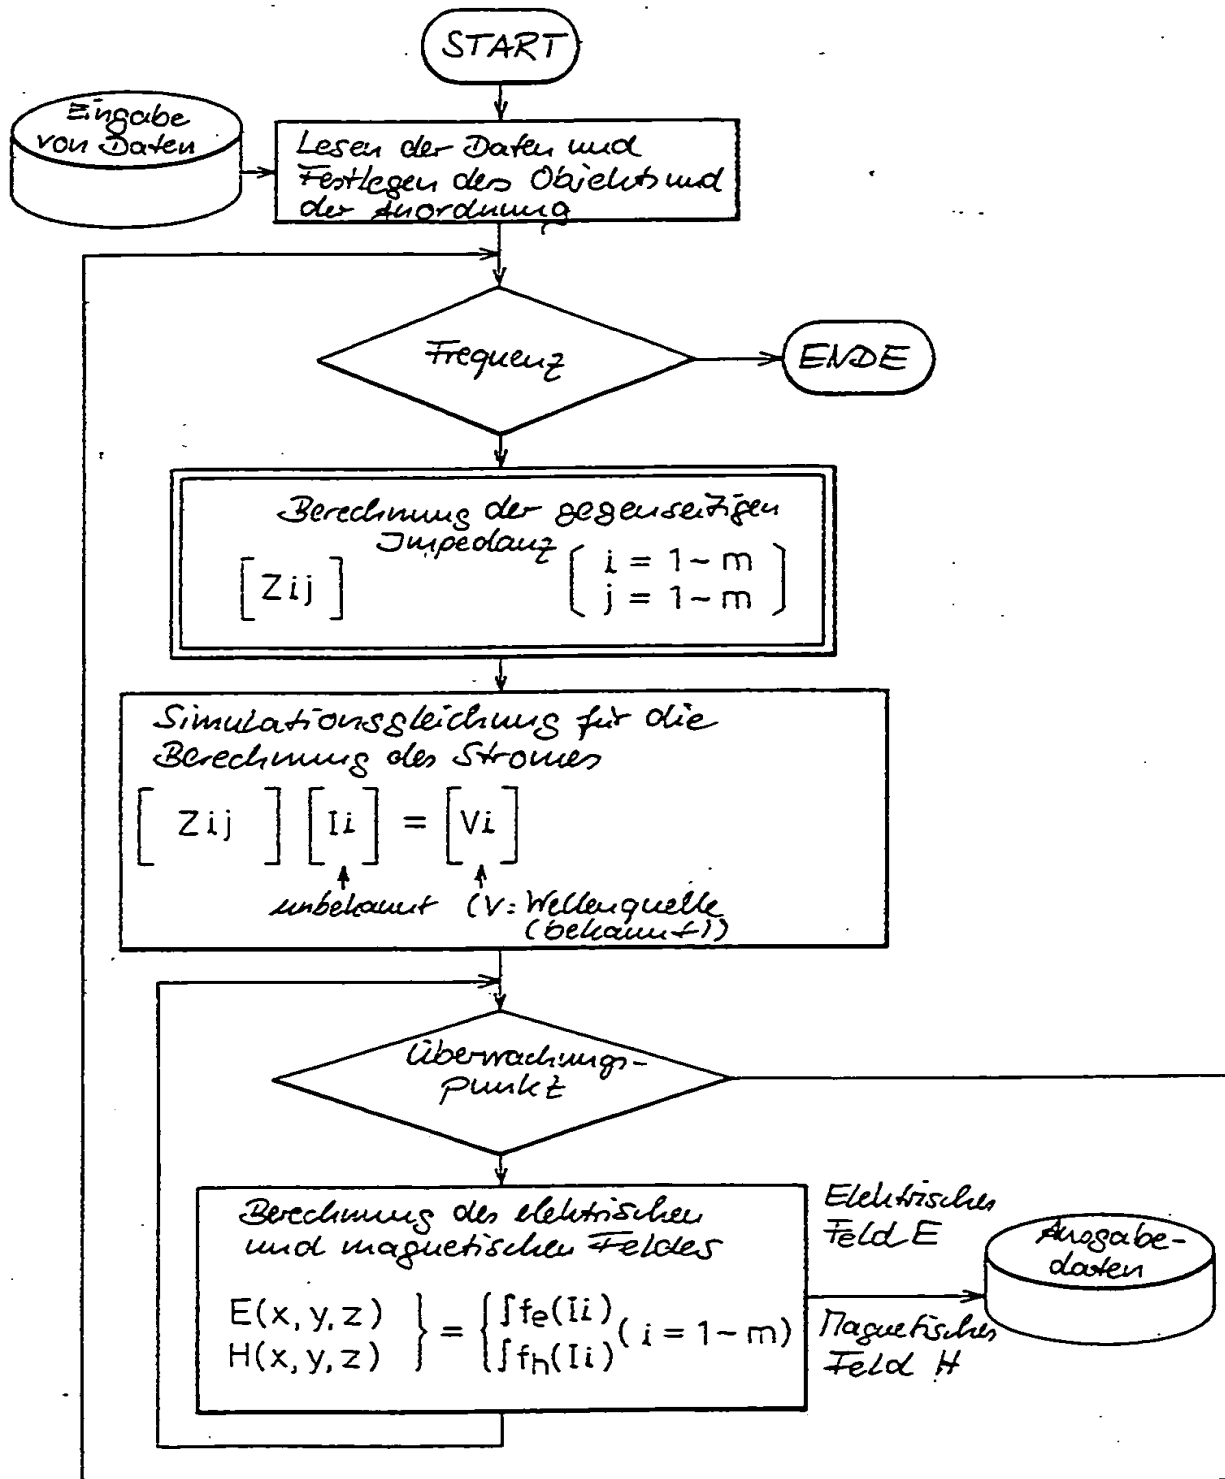 START
Eingabe
von Daten
Lesen der Daten und
Festlegen des Objekts und
der Anordnung
Frequenz
ENDE
Berechnung der gegenseitigen
Impedanz
[Zij]
( i = 1~m
j = 1~m )
Simulationsgleichung für die
Berechnung des Stromes
[ Zij ] [Ii] = [Vi]
unbekannt (V: Wellenquelle
(bekannt))
Überwachungs-
punkt
Berechnung des elektrischen
und magnetischen Feldes
E(x,y,z) } = { ∫fe(Ii)
H(x,y,z) ∫fh(Ii) ( i = 1~m)
Elektrisches
Feld E
Magnetisches
Feld H
Ausgabe-
daten